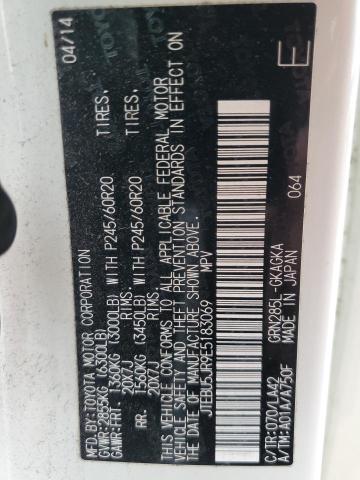 MFD.BY:TOYOTA MOTOR CORPORATION 04/14
GVWR:2855KG (6300LB)
GAWR:FRT. 1360KG (3000LB) WITH P245/60R20 TIRES,
20X7J RIMS,
RR. 1560KG (3450LB) WITH P245/60R20 TIRES,
20X7J RIMS
THIS VEHICLE CONFORMS TO ALL APPLICABLE FEDERAL MOTOR
VEHICLE SAFETY AND THEFT PREVENTION STANDARDS IN EFFECT ON
THE DATE OF MANUFACTURE SHOWN ABOVE.
JTEBU5JR2E5183069 MPV
064
GRN285L-GKAGKA
C/TR:070/LA42 MADE IN JAPAN
A/TM:A01A/A750F
E